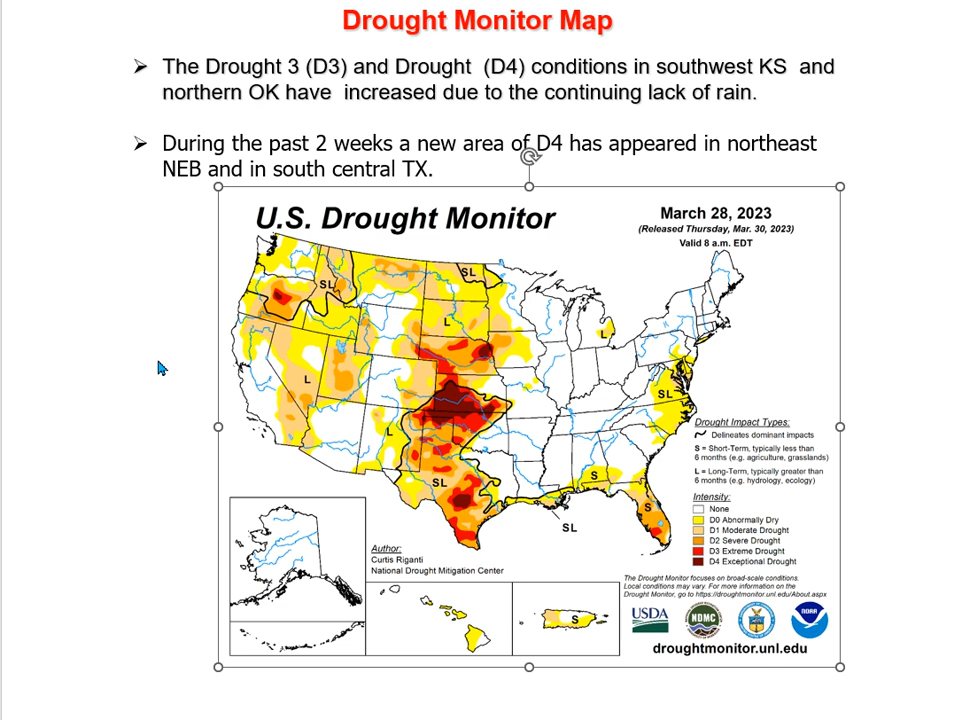 Drought Monitor Map
➢ The Drought 3 (D3) and Drought (D4) conditions in southwest KS and
northern OK have increased due to the continuing lack of rain.
➢ During the past 2 weeks a new area of D4 has appeared in northeast
NEB and in south central TX.
U.S. Drought Monitor
March 28, 2023
(Released Thursday, Mar. 30, 2023)
Valid 8 a.m. EDT
SL
SL
L
L
L
SL
L
SL
S
S
SL
Drought Impact Types:
Delineates dominant impacts
S = Short-Term, typically less than
6 months (e.g. agriculture, grasslands)
L = Long-Term, typically greater than
6 months (e.g. hydrology, ecology)
Intensity:
None
D0 Abnormally Dry
D1 Moderate Drought
D2 Severe Drought
D3 Extreme Drought
D4 Exceptional Drought
Author:
Curtis Riganti
National Drought Mitigation Center
S
The Drought Monitor focuses on broad-scale conditions.
Local conditions may vary. For more information on the
Drought Monitor, go to https://droughtmonitor.unl.edu/About.aspx
USDA
NDMC
NOAA
droughtmonitor.unl.edu